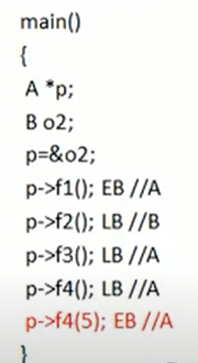 main()
{
A *p;
B o2;
p=&o2;
p->f1(); EB //A
p->f2(); LB //B
p->f3(); LB //A
p->f4(); LB //A
p->f4(5); EB //A
}